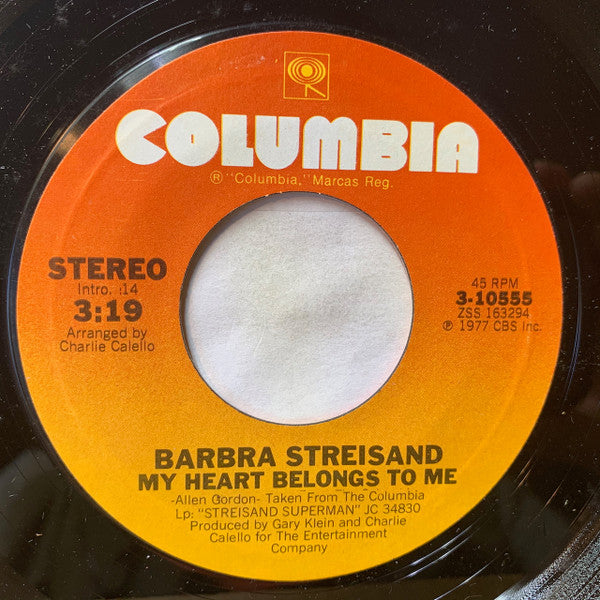 COLUMBIA
® "Columbia," Marcas Reg.
STEREO
Intro. :14
3:19
Arranged by
Charlie Calello
45 RPM
3-10555
ZSS 163294
℗ 1977 CBS Inc.
BARBRA STREISAND
MY HEART BELONGS TO ME
-Allen Gordon- Taken From The Columbia
Lp: "STREISAND SUPERMAN" JC 34830
Produced by Gary Klein and Charlie
Calello for The Entertainment
Company